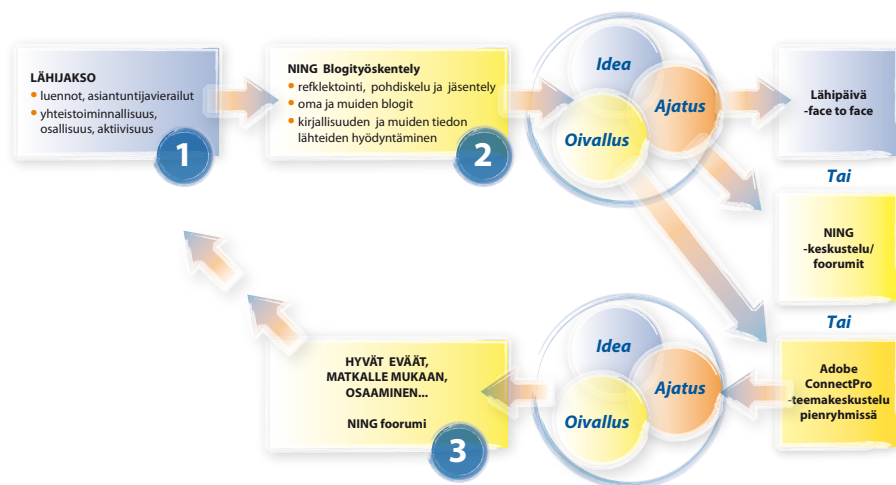 LÄHIJAKSO
• luennot, asiantuntijavierailut
• yhteistoiminnallisuus,
osallisuus, aktiivisuus
1
NING Blogityöskentely
• refklektointi, pohdiskelu ja jäsentely
• oma ja muiden blogit
• kirjallisuuden ja muiden tiedon
lähteiden hyödyntäminen
2
Idea
Ajatus
Oivallus
Lähipäivä
-face to face
Tai
NING
-keskustelu/
foorumit
Tai
Adobe
ConnectPro
-teemakeskustelu
pienryhmissä
Idea
Ajatus
Oivallus
HYVÄT EVÄÄT,
MATKALLE MUKAAN,
OSAAMINEN...
NING foorumi
3